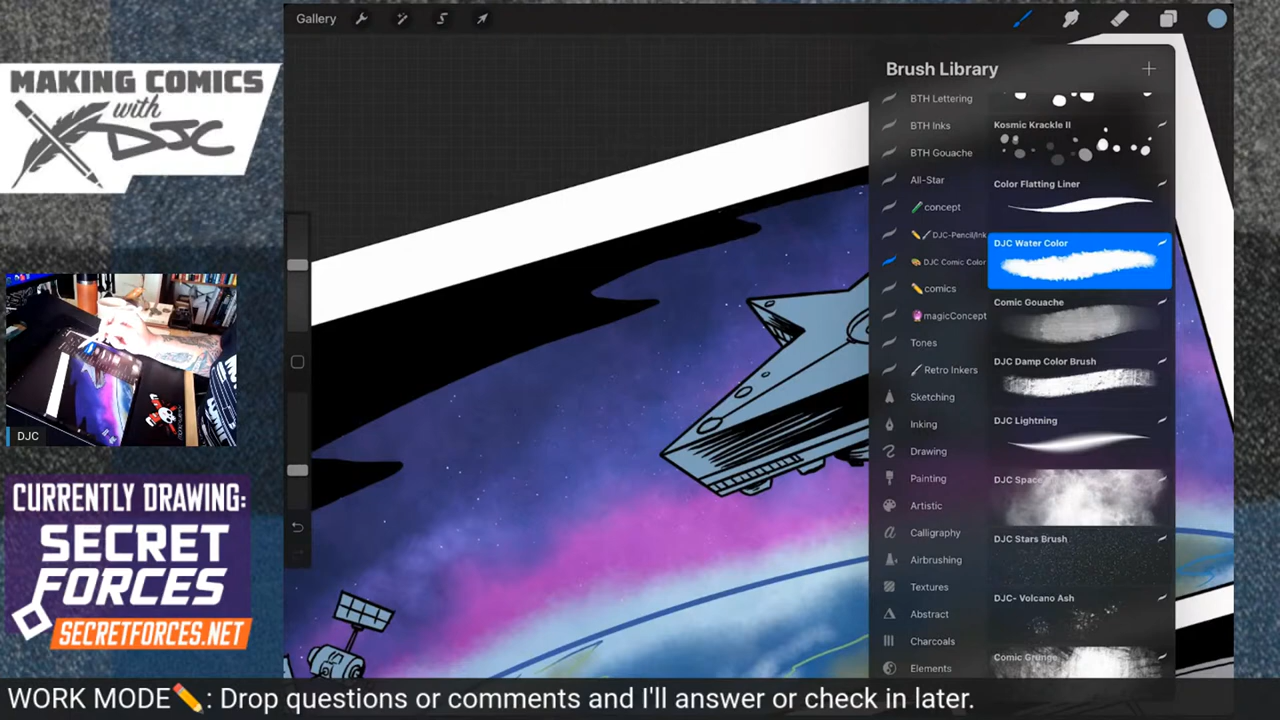 Gallery
MAKING COMICS
with
DJC
DJC
CURRENTLY DRAWING:
SECRET
FORCES
SECRETFORCES.NET
Brush Library
BTH Lettering
BTH Inks
BTH Gouache
All-Star
concept
DJC-Pencil/Ink
DJC Comic Color
comics
magicConcept
Tones
Retro Inkers
Sketching
Inking
Drawing
Painting
Artistic
Calligraphy
Airbrushing
Textures
Abstract
Charcoals
Elements
Kosmic Krackle II
Color Flatting Liner
DJC Water Color
Comic Gouache
DJC Damp Color Brush
DJC Lightning
DJC Space
DJC Stars Brush
DJC- Volcano Ash
Comic Grunge
WORK MODE✏️: Drop questions or comments and I'll answer or check in later.